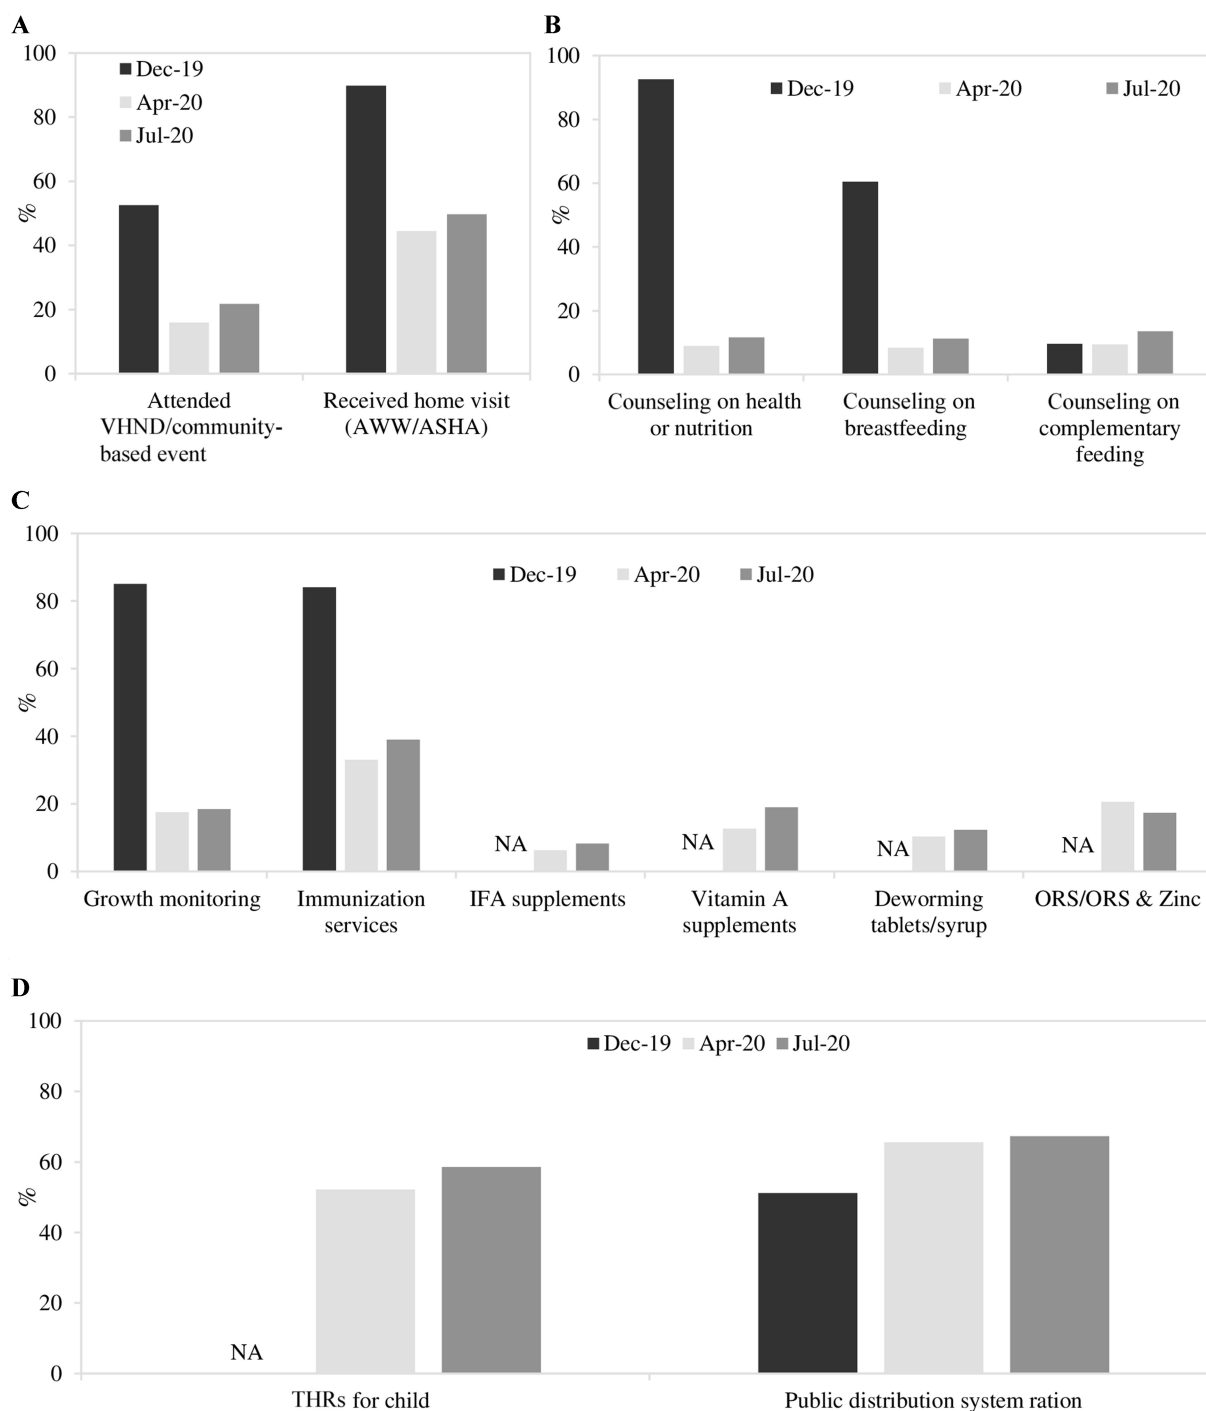 A
100
80
60
40
20
0
%
Dec-19
Apr-20
Jul-20
Attended
VHND/community-
based event
Received home visit
(AWW/ASHA)
B
100
80
60
40
20
0
%
Dec-19 Apr-20 Jul-20
Counseling on health
or nutrition
Counseling on
breastfeeding
Counseling on
complementary
feeding
C
100
80
60
40
20
0
%
Dec-19 Apr-20 Jul-20
NA
NA
NA
NA
Growth monitoring
Immunization
services
IFA supplements
Vitamin A
supplements
Deworming
tablets/syrup
ORS/ORS & Zinc
D
100
80
60
40
20
0
%
Dec-19 Apr-20 Jul-20
NA
THRs for child
Public distribution system ration